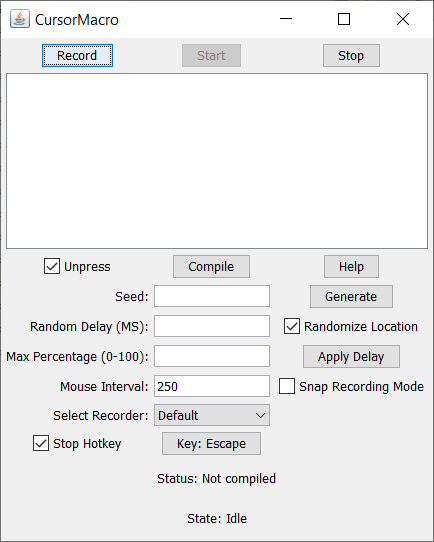 CursorMacro
Record Start Stop
Unpress Compile Help
Seed: Generate
Random Delay (MS): Randomize Location
Max Percentage (0-100): Apply Delay
Mouse Interval: 250 Snap Recording Mode
Select Recorder: Default
Stop Hotkey Key: Escape
Status: Not compiled
State: Idle